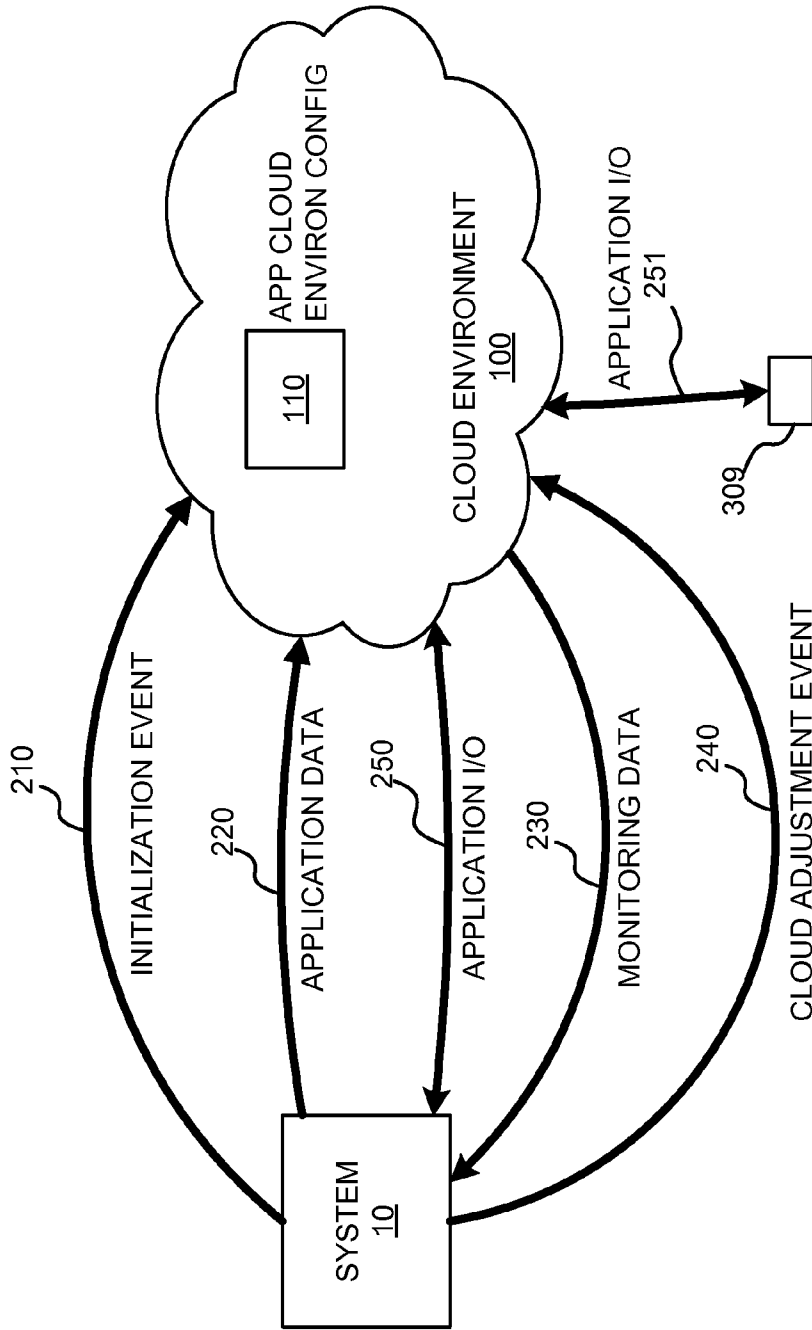 210
INITIALIZATION EVENT
220
APPLICATION DATA
250
APPLICATION I/O
230
MONITORING DATA
240
CLOUD ADJUSTMENT EVENT
SYSTEM
10
APP CLOUD
ENVIRON CONFIG
110
CLOUD ENVIRONMENT
100
APPLICATION I/O
251
309